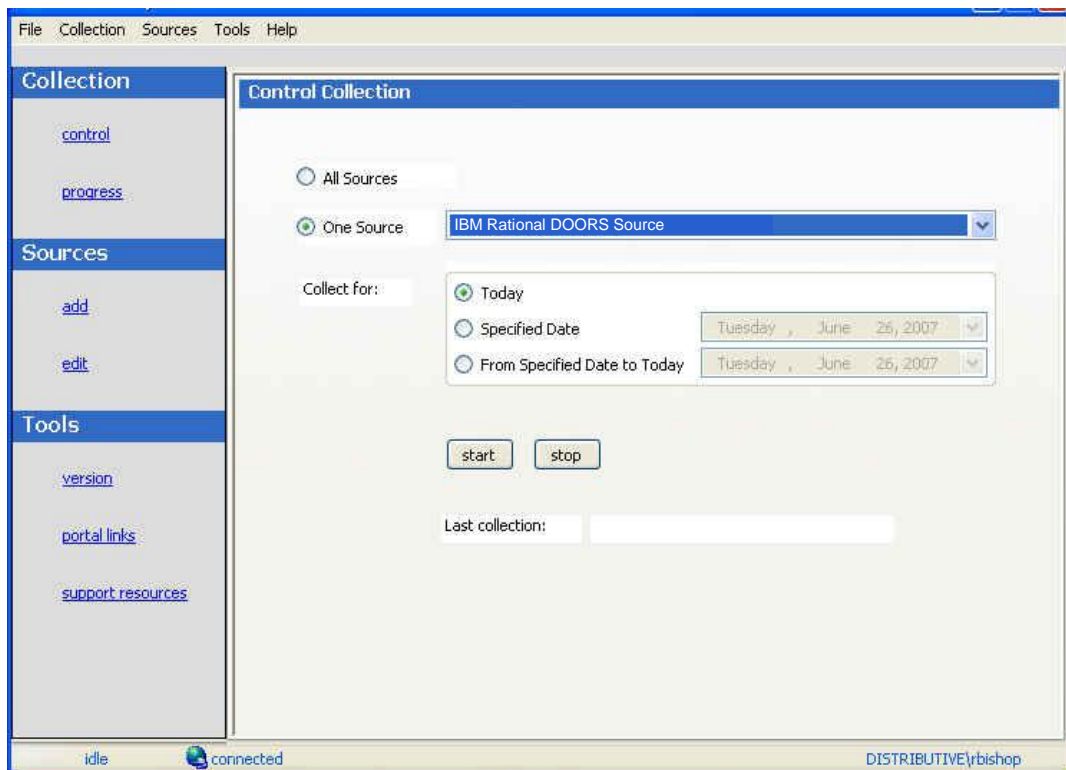 File Collection Sources Tools Help
Collection
control
progress
Sources
add
edit
Tools
version
portal links
support resources
Control Collection
All Sources
One Source IBM Rational DOORS Source
Collect for:
Today
Specified Date Tuesday , June 26, 2007
From Specified Date to Today Tuesday , June 26, 2007
start stop
Last collection:
idle connected DISTRIBUTIVE\rbishop